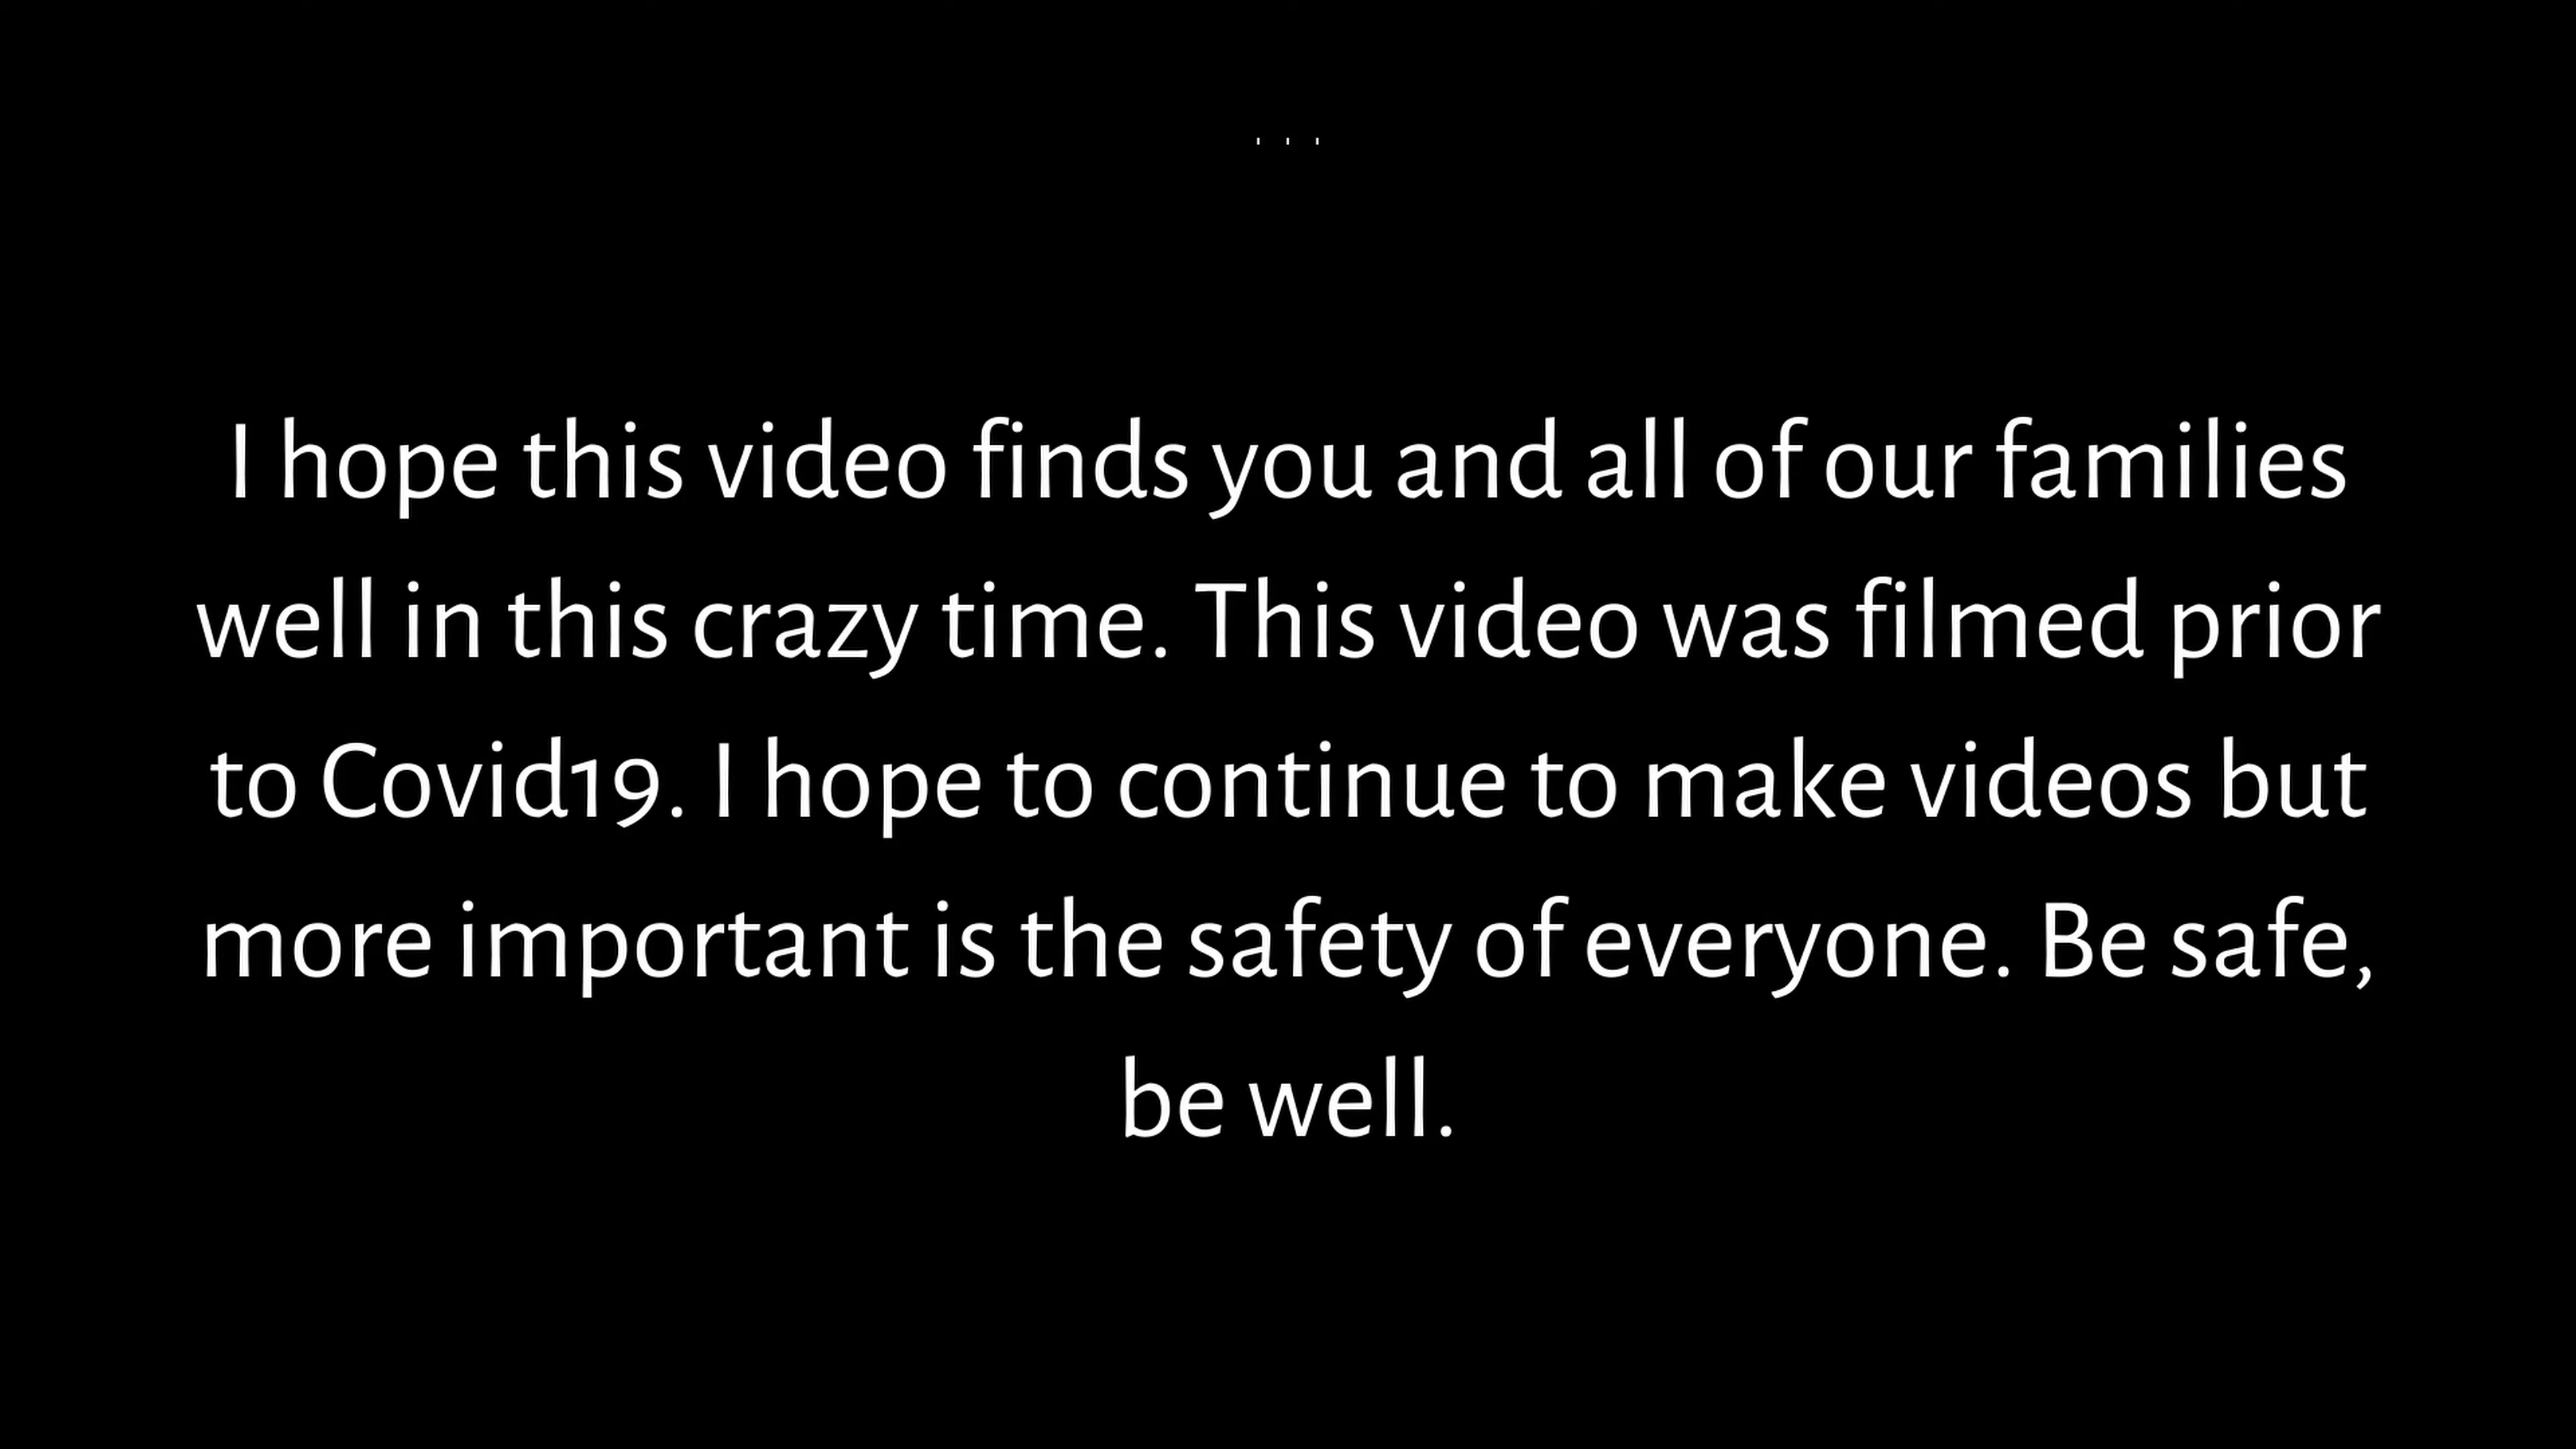 I hope this video finds you and all of our families
well in this crazy time. This video was filmed prior
to Covid19. I hope to continue to make videos but
more important is the safety of everyone. Be safe,
be well.